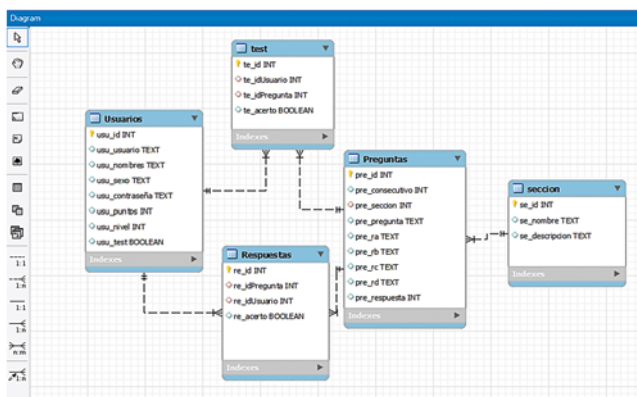 Diagram
test
te_id INT
te_idUsuario INT
te_idPregunta INT
te_acerto BOOLEAN
Indexes
Usuarios
usu_id INT
usu_usuario TEXT
usu_nombres TEXT
usu_sexo TEXT
usu_contraseña TEXT
usu_puntos INT
usu_nivel INT
usu_test BOOLEAN
Indexes
Preguntas
pre_id INT
pre_consecutivo INT
pre_seccion INT
pre_pregunta TEXT
pre_ra TEXT
pre_rb TEXT
pre_rc TEXT
pre_rd TEXT
pre_respuesta INT
Indexes
seccion
se_id INT
se_nombre TEXT
se_descripcion TEXT
Indexes
Respuestas
re_id INT
re_idPregunta INT
re_idUsuario INT
re_acerto BOOLEAN
Indexes
1:1
1:n
1:1
1:n
n:m
1:n